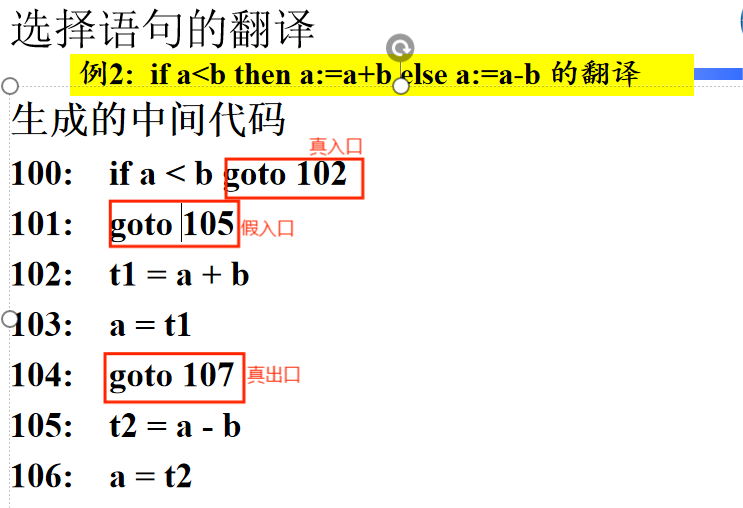 选择语句的翻译
例2: if a<b then a:=a+b else a:=a-b 的翻译
生成的中间代码
真入口
100: if a < b goto 102
101: goto 105 假入口
102: t1 = a + b
103: a = t1
104: goto 107 真出口
105: t2 = a - b
106: a = t2